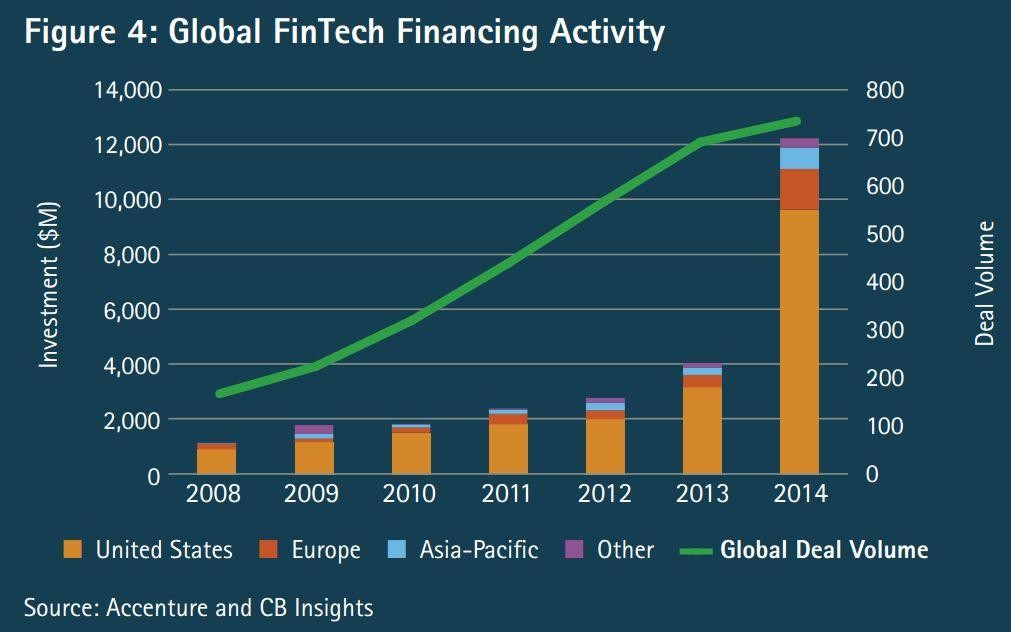 Figure 4: Global FinTech Financing Activity
14,000
12,000
10,000
8,000
6,000
4,000
2,000
0
Investment ($M)
800
700
600
500
400
300
200
100
0
Deal Volume
2008 2009 2010 2011 2012 2013 2014
United States Europe Asia-Pacific Other Global Deal Volume
Source: Accenture and CB Insights